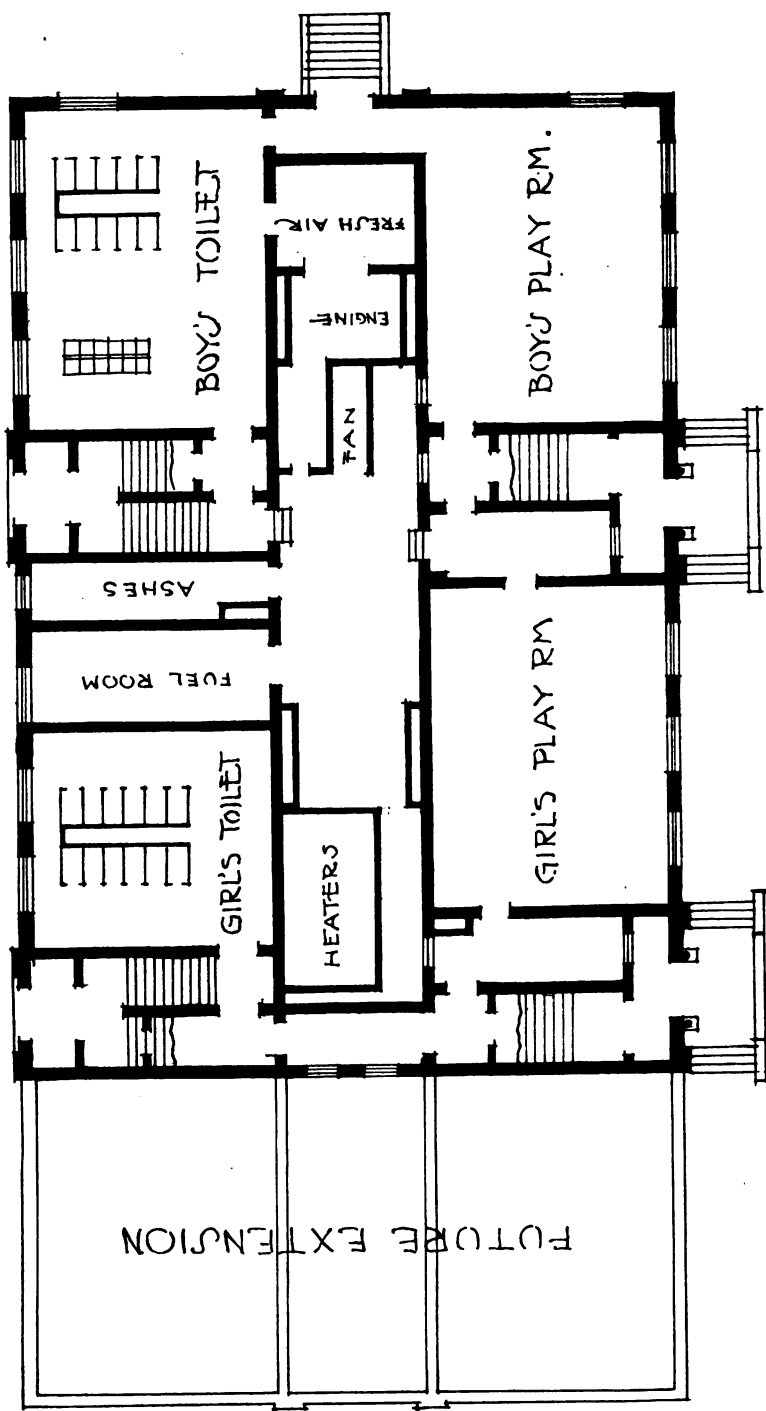 BOY'S TOILET
FRESH AIR
BOY'S PLAY RM.
ENGINE
FAN
ASHES
FUEL ROOM
GIRL'S TOILET
GIRL'S PLAY RM
HEATERS
FUTURE EXTENSION